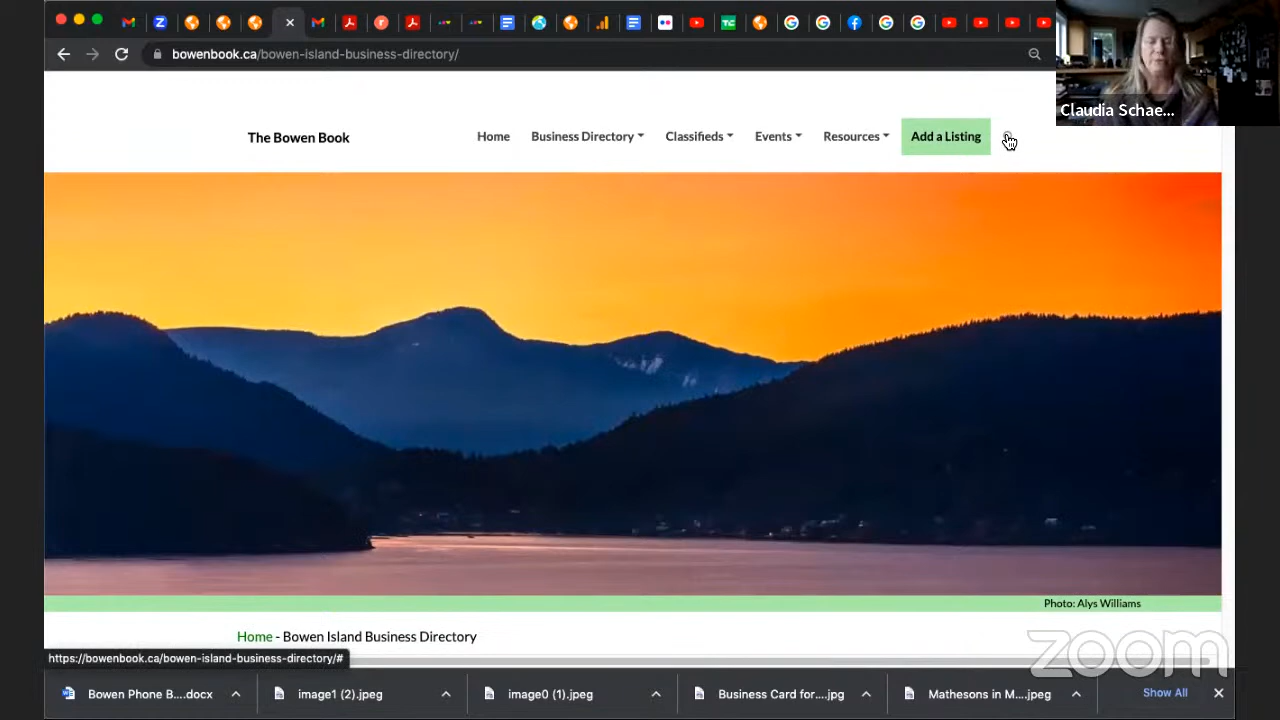 bowenbook.ca/bowen-island-business-directory/
Claudia Schae...
The Bowen Book
Home
Business Directory
Classifieds
Events
Resources
Add a Listing
Photo: Alys Williams
Home - Bowen Island Business Directory
https://bowenbook.ca/bowen-island-business-directory/#
zoom
Bowen Phone B....docx
image1 (2).jpeg
image0 (1).jpeg
Business Card for....jpg
Mathesons in M....jpeg
Show All